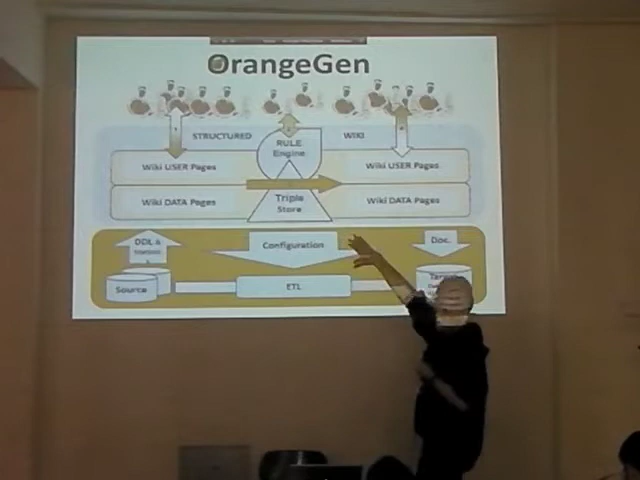 OrangeGen
STRUCTURED
WIKI
RULE
Engine
Wiki USER Pages
Wiki USER Pages
Wiki DATA Pages
Triple
Store
Wiki DATA Pages
DDL &
Configuration
Doc.
Source
ETL